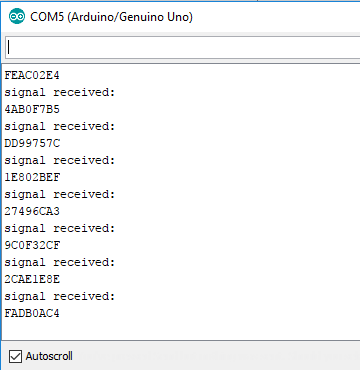 COM5 (Arduino/Genuino Uno)
FEAC02E4
signal received:
4AB0F7B5
signal received:
DD99757C
signal received:
1E802BEF
signal received:
27496CA3
signal received:
9C0F32CF
signal received:
2CAE1E8E
signal received:
FADB0AC4
Autoscroll